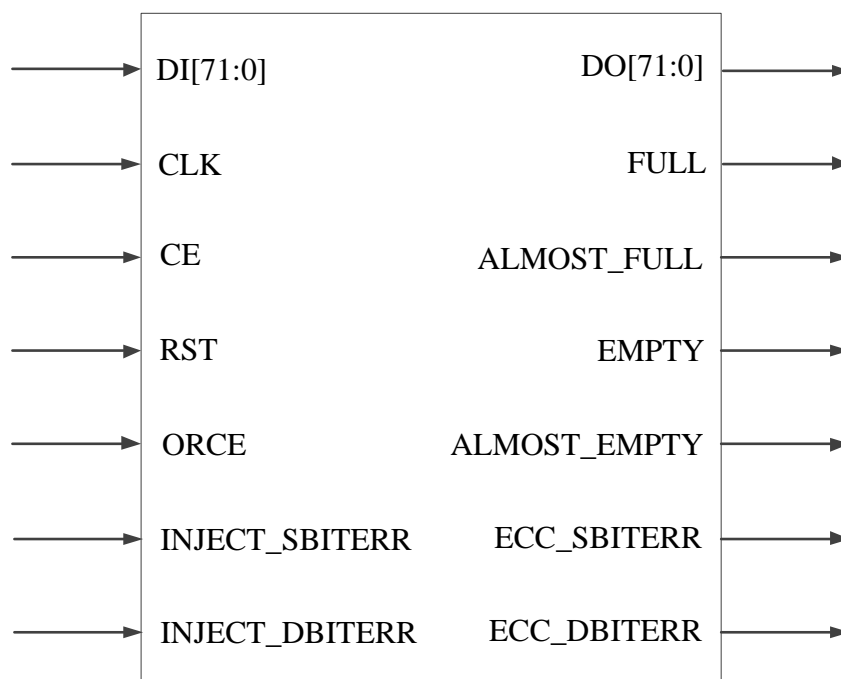 DI[71:0] DO[71:0]
CLK FULL
CE ALMOST_FULL
RST EMPTY
ORCE ALMOST_EMPTY
INJECT_SBITERR ECC_SBITERR
INJECT_DBITERR ECC_DBITERR